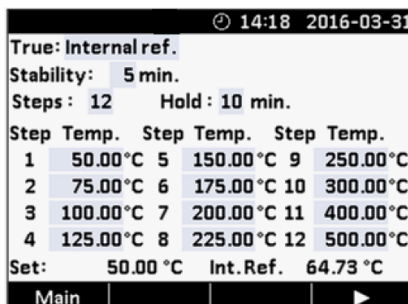 14:18 2016-03-31
True: Internal ref.
Stability: 5 min.
Steps: 12 Hold: 10 min.
Step Temp. Step Temp. Step Temp.
1 50.00°C 5 150.00°C 9 250.00°C
2 75.00°C 6 175.00°C 10 300.00°C
3 100.00°C 7 200.00°C 11 400.00°C
4 125.00°C 8 225.00°C 12 500.00°C
Set: 50.00 °C Int.Ref. 64.73 °C
Main